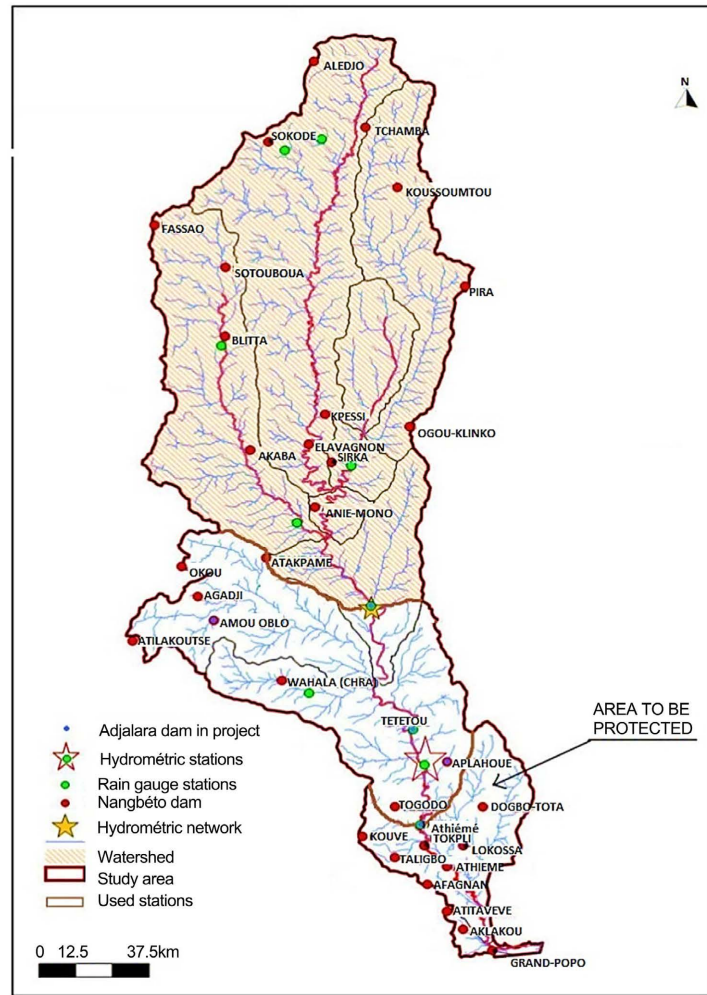 N
ALEDJO
SOKODE
TCHAMBA
KOUSSOUMTOU
FASSAO
SOTOUBOUA
PIRA
BLITTA
KPESSI
OGOU-KLINKO
ELAVAGNON
AKABA
SIRKA
ANIE-MONO
ATAKPAME
OKOU
AGADJI
AMOU OBLO
ATILAKOUTSE
WAHALA (CHRA)
AREA TO BE
PROTECTED
TETETOU
APLAHOUE
TOGODO
DOGBO-TOTA
Athiémé
KOUVE
TOKPLI
LOKOSSA
TALIGBO
ATHIEME
AFAGNAN
ATITAVEVE
AKLAKOU
GRAND-POPO
Adjalara dam in project
Hydrométric stations
Rain gauge stations
Nangbéto dam
Hydrométric network
Watershed
Study area
Used stations
0 12.5 37.5km